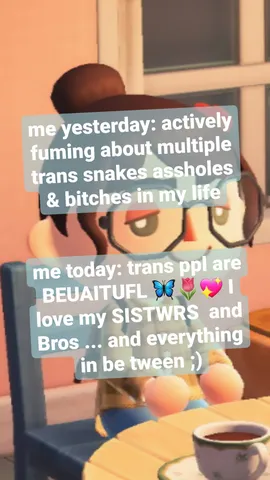 me yesterday: actively
fuming about multiple
trans snakes assholes
& bitches in my life
me today: trans ppl are
BEUAITUFL 🦋🌷💖 I
love my SISTWRS  and
Bros ... and everything
in be tween ;)